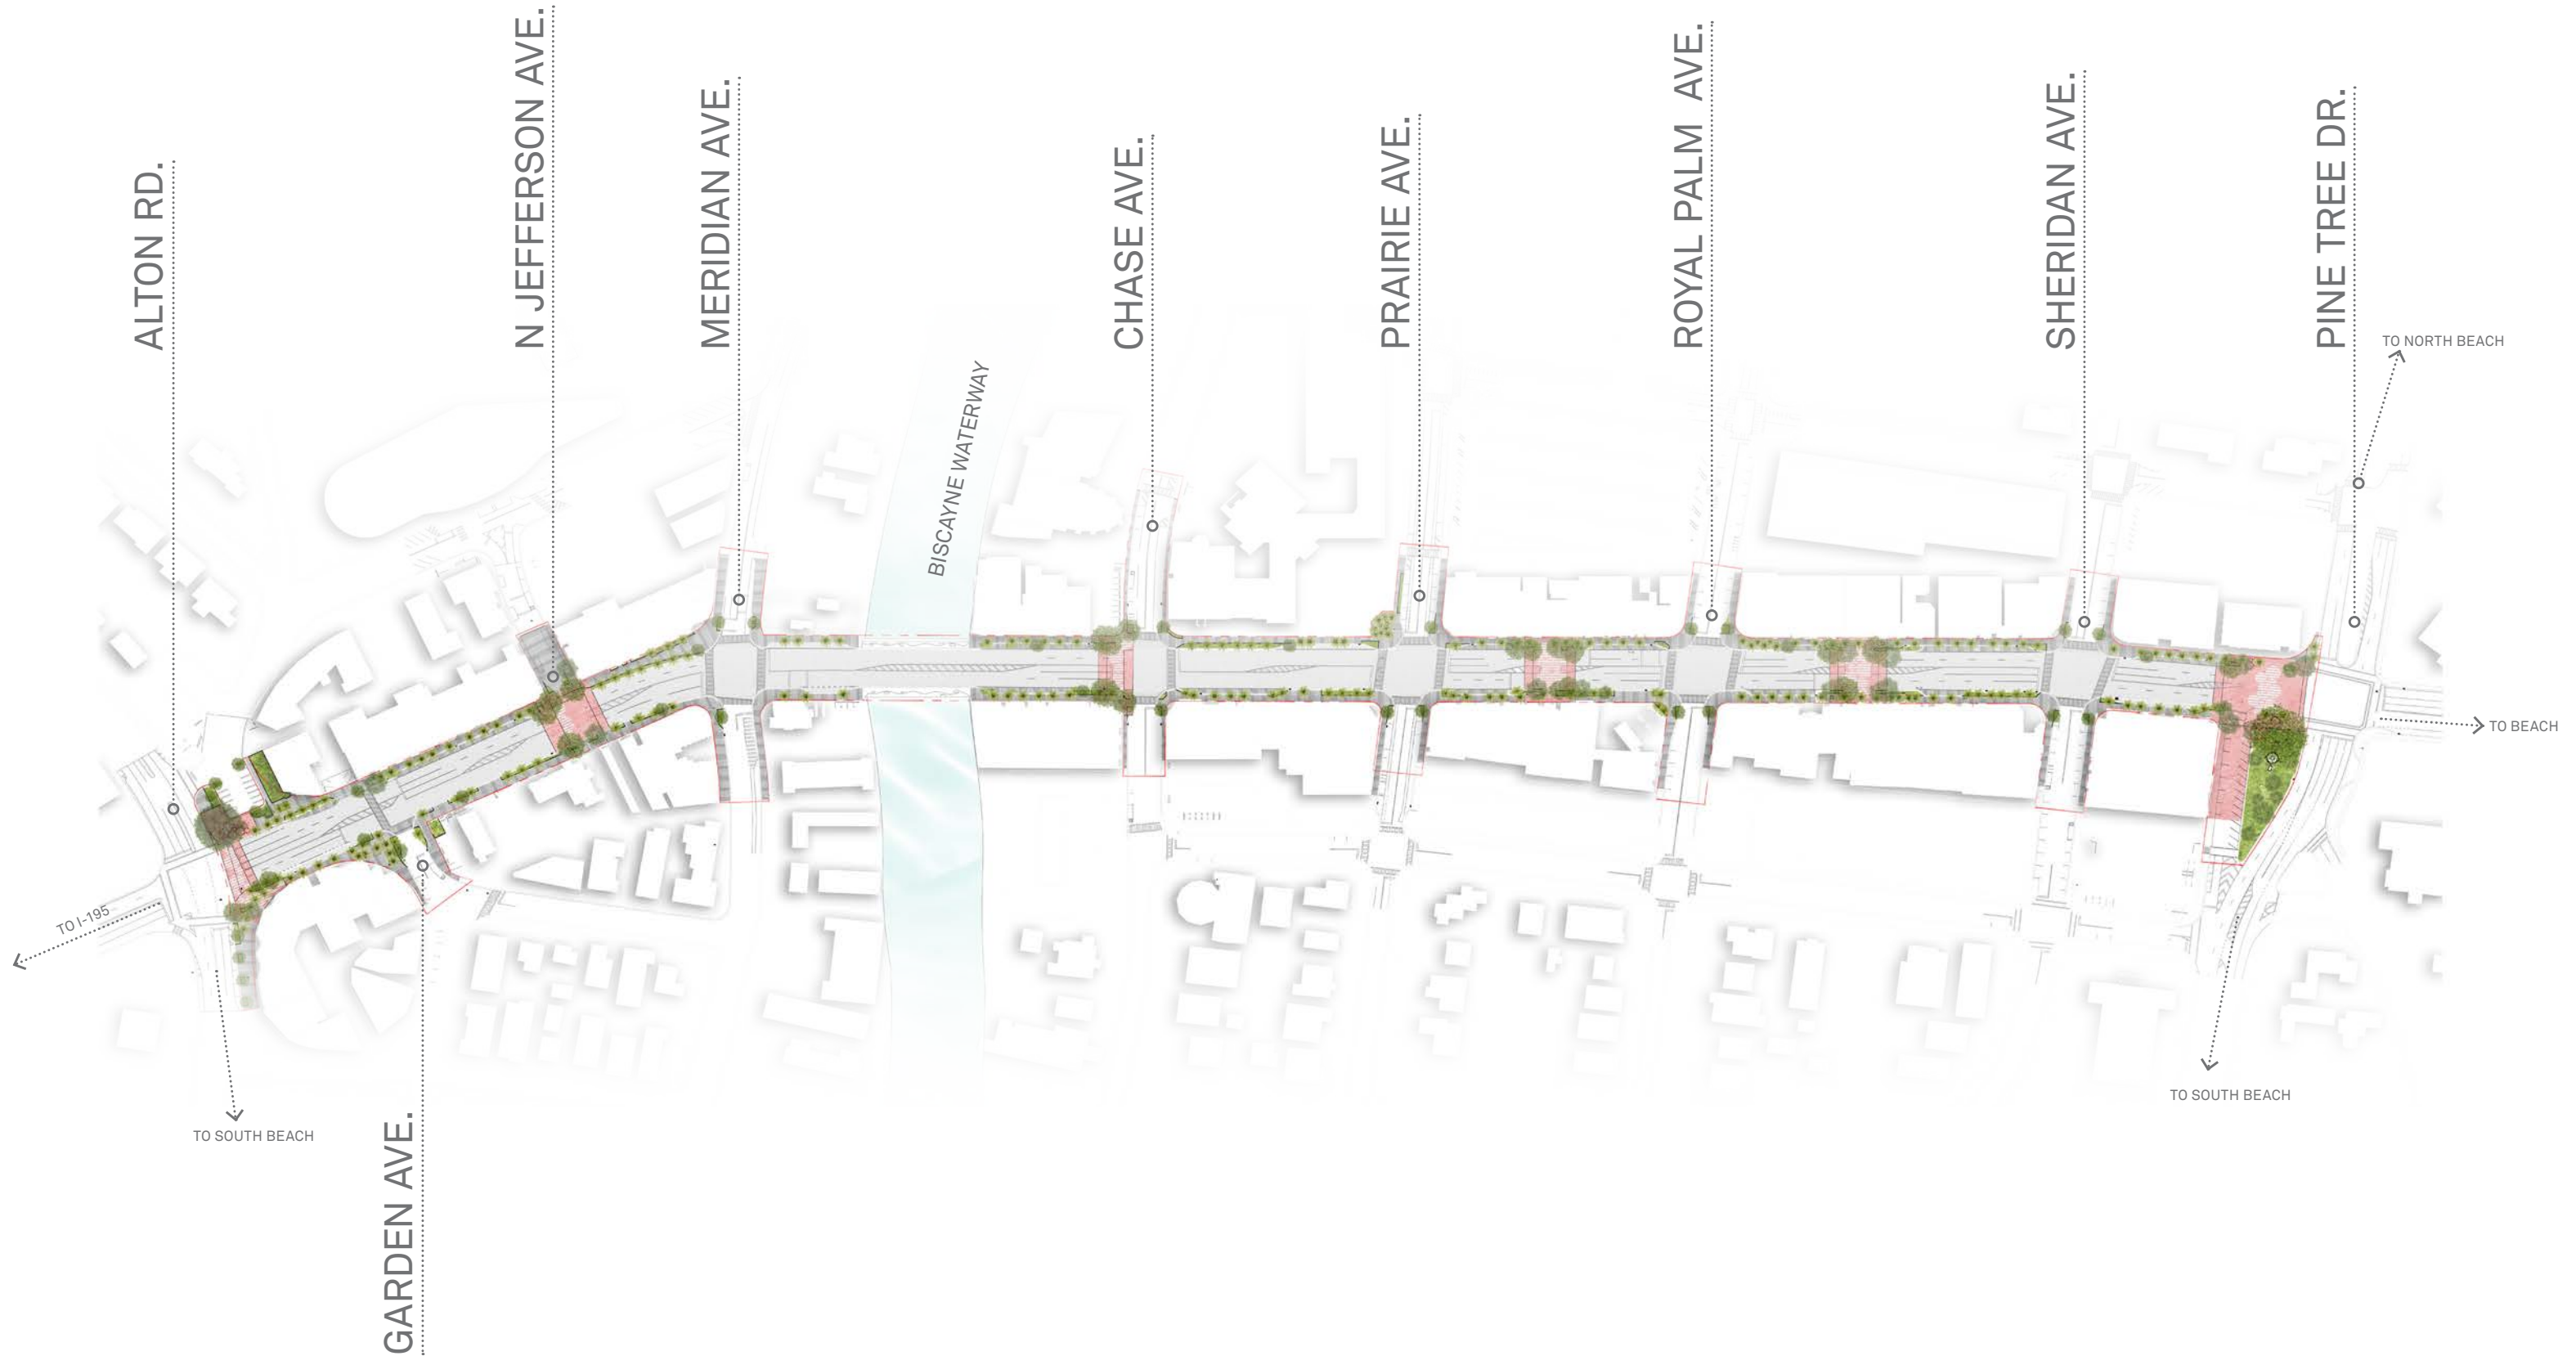 ALTON RD.
N JEFFERSON AVE.
MERIDIAN AVE.
BISCAYNE WATERWAY
CHASE AVE.
PRAIRIE AVE.
ROYAL PALM AVE.
SHERIDAN AVE.
PINE TREE DR.
TO NORTH BEACH
TO BEACH
TO I-195
TO SOUTH BEACH
GARDEN AVE.
TO SOUTH BEACH